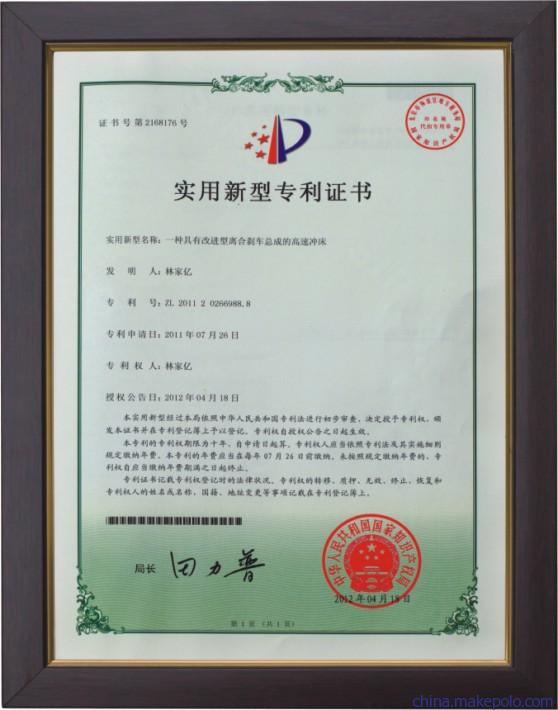 证书号第2168176号
实用新型专利证书
实用新型名称：一种具有改进型离合刹车总成的高速冲床
发 明 人：林家亿
专 利 号：ZL 2011 2 0266988.8
专利申请日：2011年07月26日
专 利 权 人：林家亿
授权公告日：2012年04月18日
本实用新型经过本局依照中华人民共和国专利法进行初步审查，决定授予专利权，颁
发本证书并在专利登记簿上予以登记。专利权自授权公告之日起生效。
本专利的专利权期限为十年，自申请日起算。专利权人应当依照专利法及其实施细则
规定缴纳年费。本专利的年费应当在每年07月26日前缴纳。未按照规定缴纳年费的，专
利权自应当缴纳年费期满之日起终止。
专利证书记载专利权登记时的法律状况。专利权的转移、质押、无效、终止、恢复和
专利权人的姓名或名称、国籍、地址变更等事项记载在专利登记簿上。
局长 田力普
中华人民共和国国家知识产权局
2012年04月18日
第1页（共1页）
china.makepolo.com